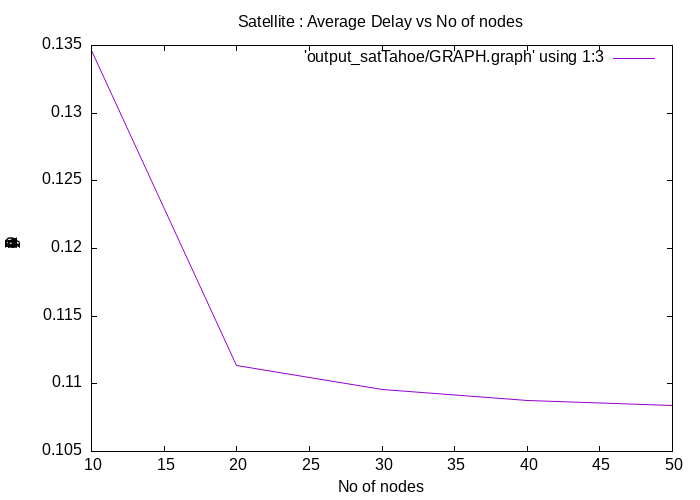 Satellite : Average Delay vs No of nodes
'output_satTahoe/GRAPH.graph' using 1:3
0.135
0.13
0.125
0.12
0.115
0.11
0.105
10 15 20 25 30 35 40 45 50
No of nodes